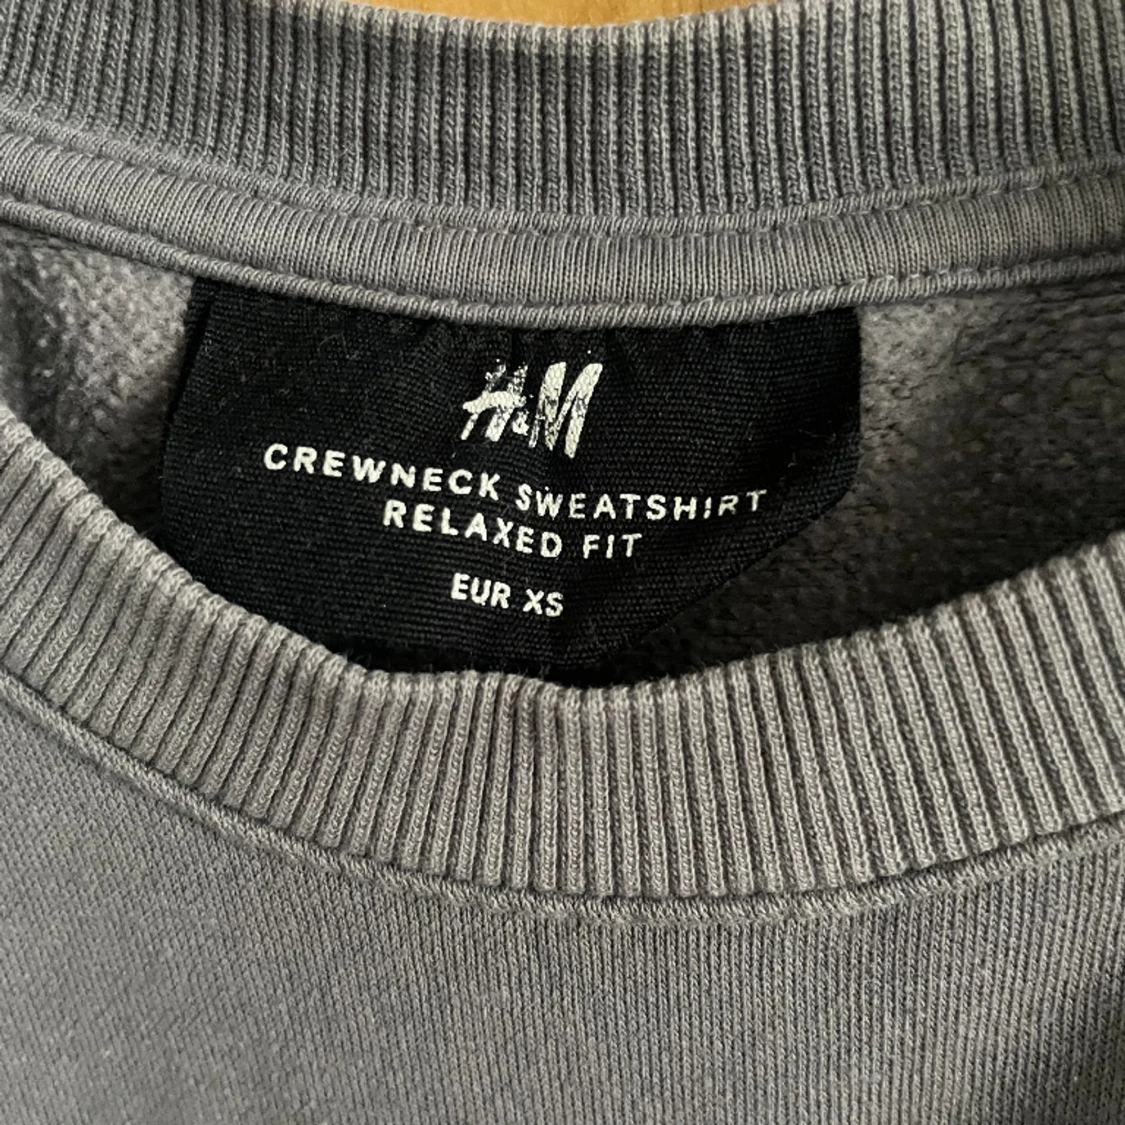 H&M
CREWNECK SWEATSHIRT
RELAXED FIT
EUR XS